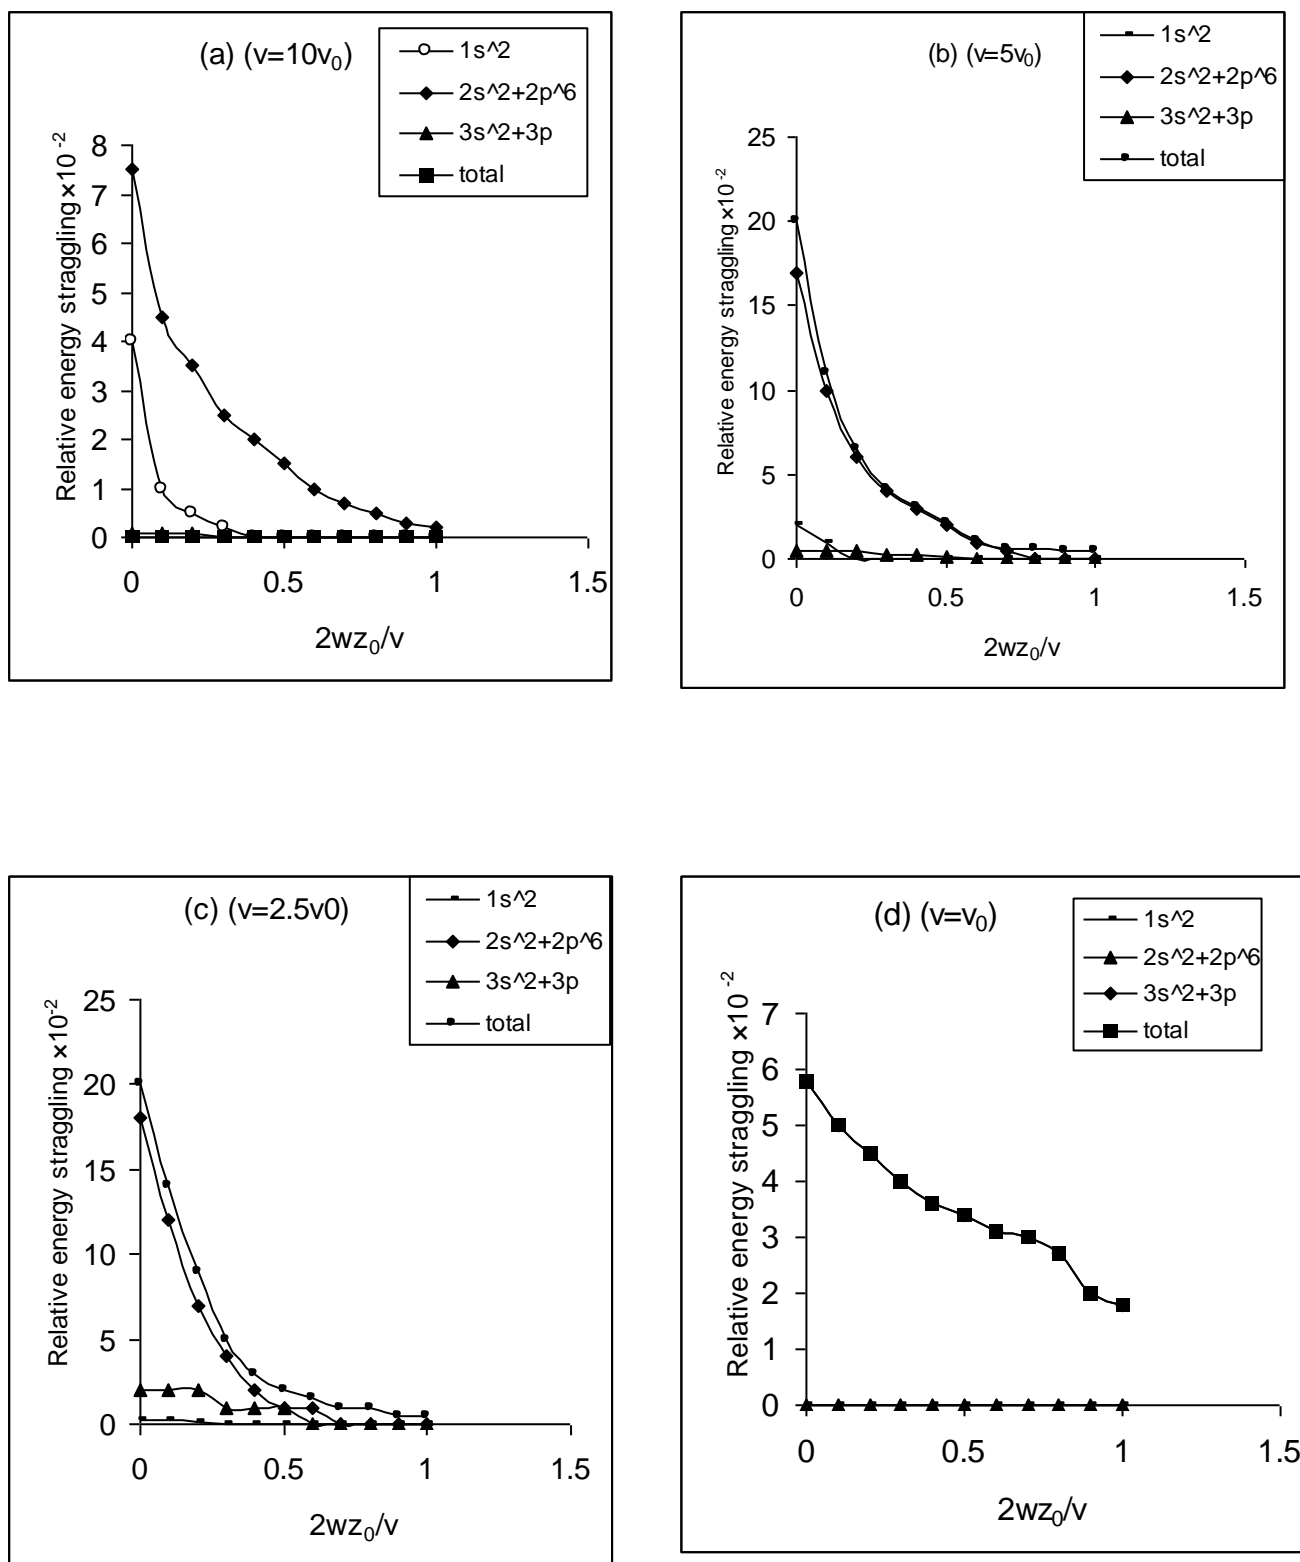 (a) (v=10v₀)
1s^2
2s^2+2p^6
3s^2+3p
total
Relative energy straggling×10⁻²
8
7
6
5
4
3
2
1
0
0 0.5 1 1.5
2wz₀/v
(b) (v=5v₀)
1s^2
2s^2+2p^6
3s^2+3p
total
Relative energy straggling×10⁻²
25
20
15
10
5
0
0 0.5 1 1.5
2wz₀/v
(c) (v=2.5v0)
1s^2
2s^2+2p^6
3s^2+3p
total
Relative energy straggling ×10⁻²
25
20
15
10
5
0
0 0.5 1 1.5
2wz₀/v
(d) (v=v₀)
1s^2
2s^2+2p^6
3s^2+3p
total
Relative energy straggling ×10⁻²
7
6
5
4
3
2
1
0
0 0.5 1 1.5
2wz₀/v